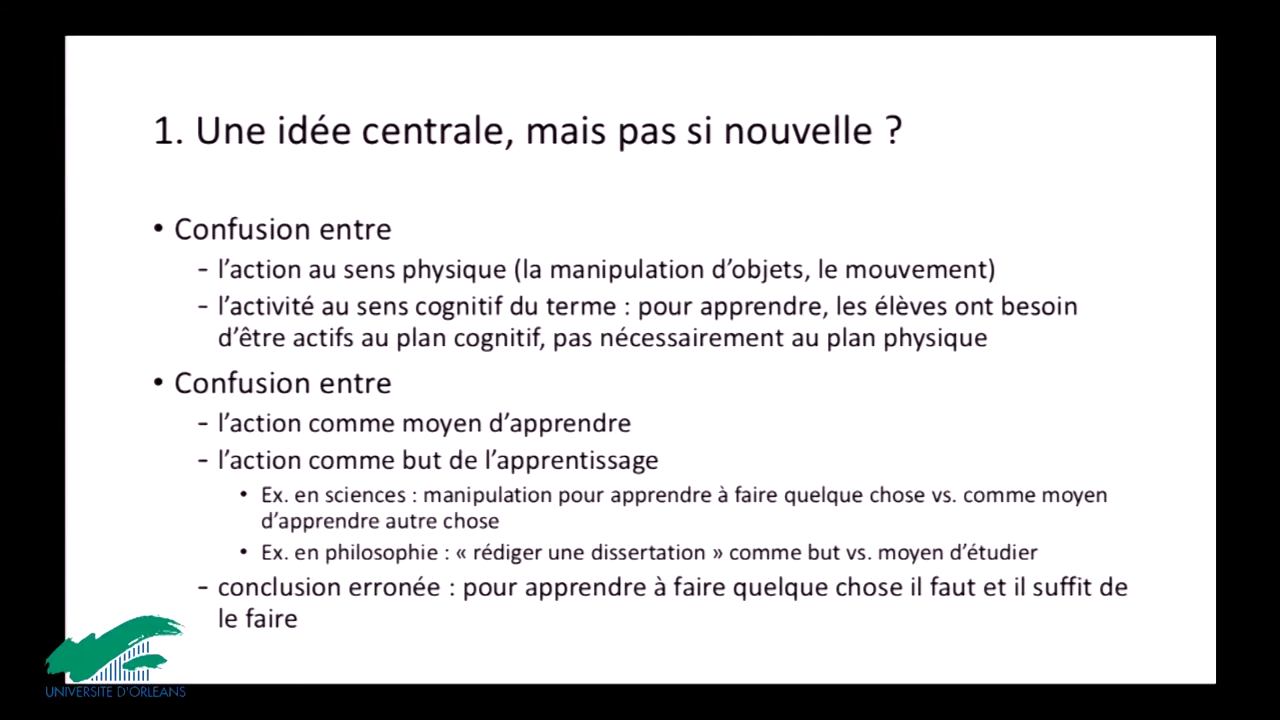 1. Une idée centrale, mais pas si nouvelle ?
• Confusion entre
- l’action au sens physique (la manipulation d’objets, le mouvement)
- l’activité au sens cognitif du terme : pour apprendre, les élèves ont besoin
d’être actifs au plan cognitif, pas nécessairement au plan physique
• Confusion entre
- l’action comme moyen d’apprendre
- l’action comme but de l’apprentissage
• Ex. en sciences : manipulation pour apprendre à faire quelque chose vs. comme moyen
d’apprendre autre chose
• Ex. en philosophie : « rédiger une dissertation » comme but vs. moyen d’étudier
- conclusion erronée : pour apprendre à faire quelque chose il faut et il suffit de
le faire
UNIVERSITE D'ORLEANS